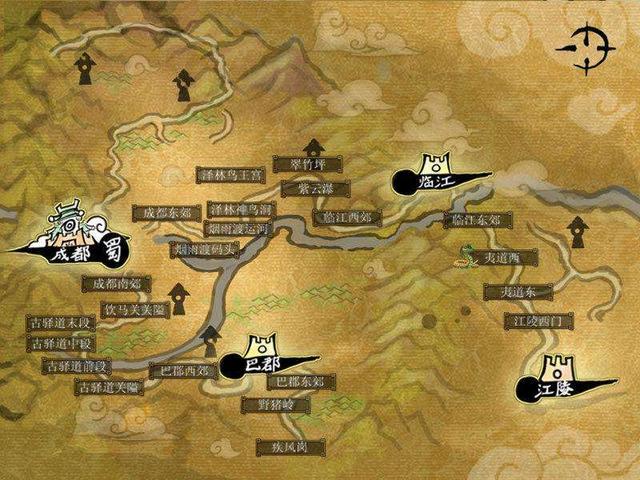 翠竹坪
泽林鸟王宫
紫云瀑
临江
成都东郊
泽林神鸟洞
临江西郊
临江东郊
烟雨渡运河
烟雨渡码头
成都
蜀
夷道西
成都南郊
夷道东
饮马关关隘
古驿道末段
江陵西门
古驿道中段
古驿道前段
巴郡西郊
巴郡
巴郡东郊
古驿道关隘
江陵
野猪岭
疾风岗